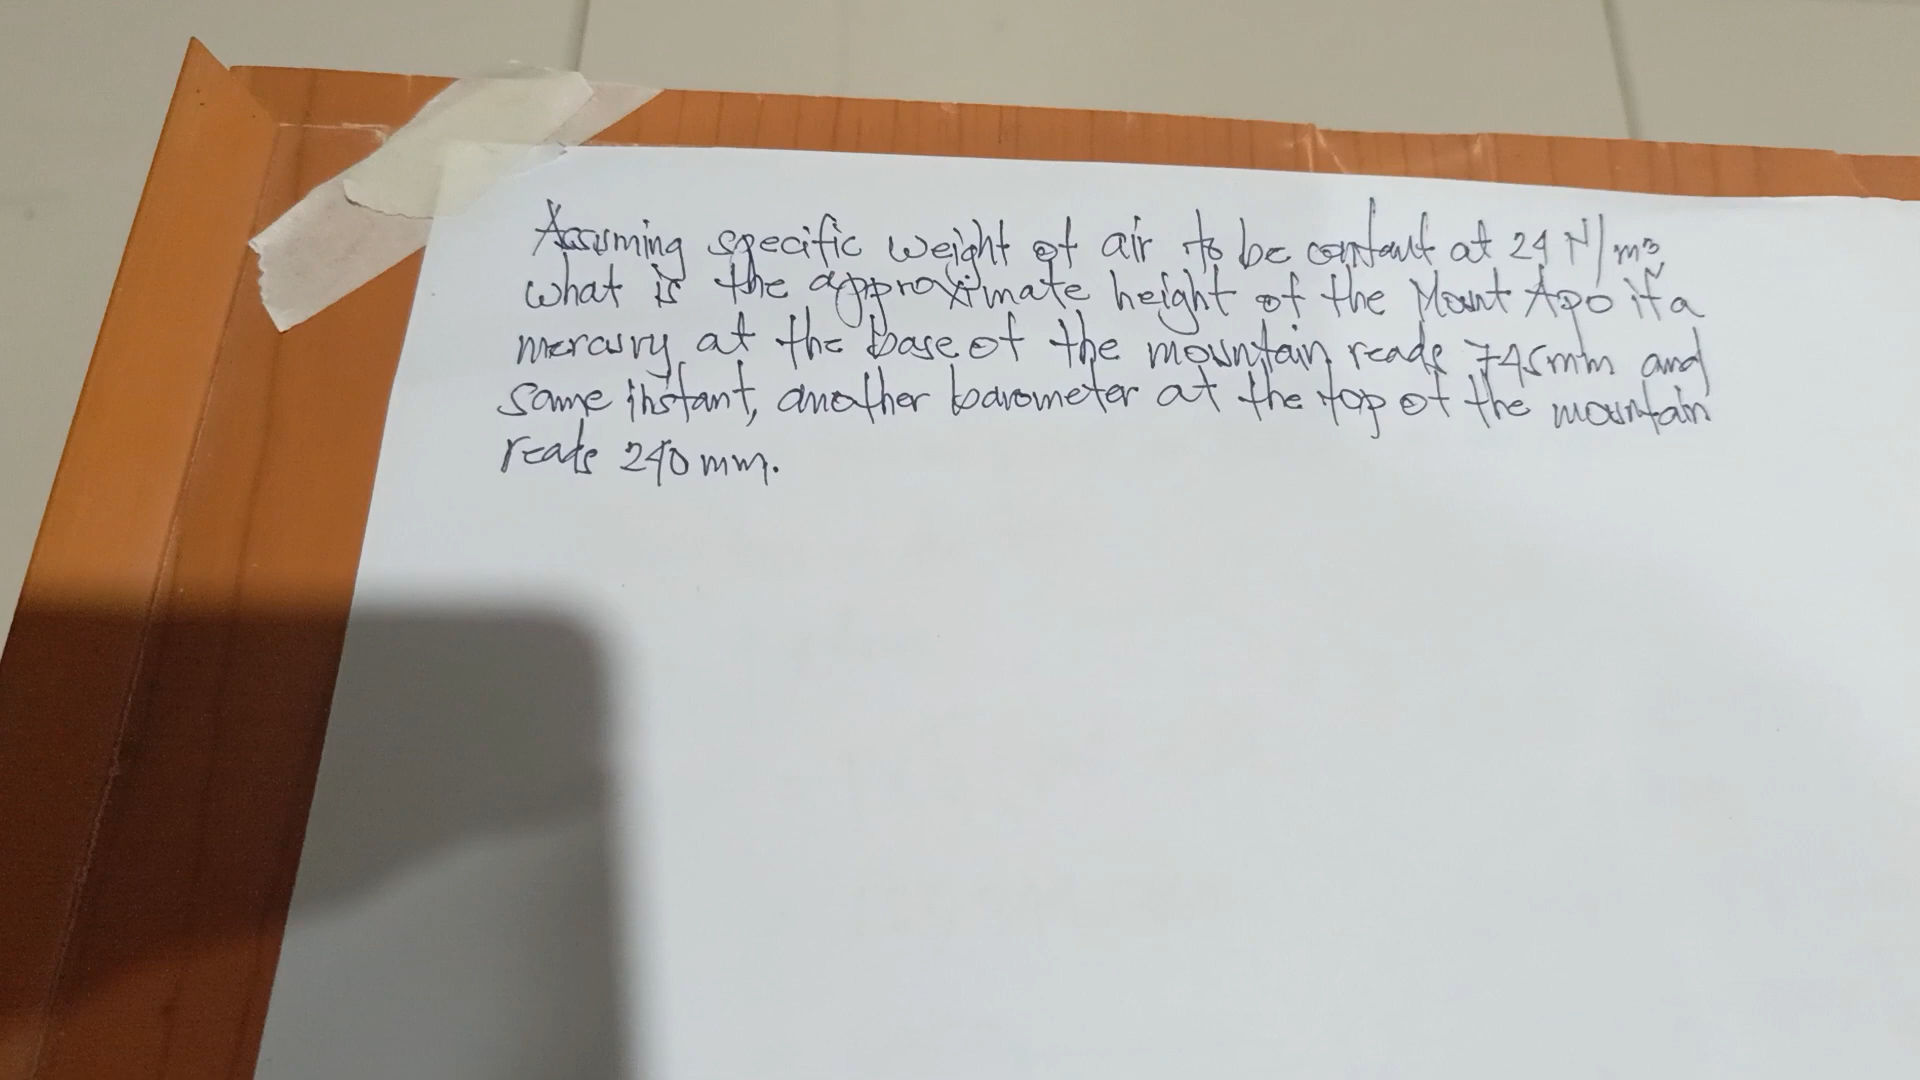 Assuming specific weight of air to be contant at 24 N/m³,
what is the approximate height of the Mount Apo if a
mercury at the base of the mountain reads 745mm and
same instant, another barometer at the top of the mountain
reads 240 mm.